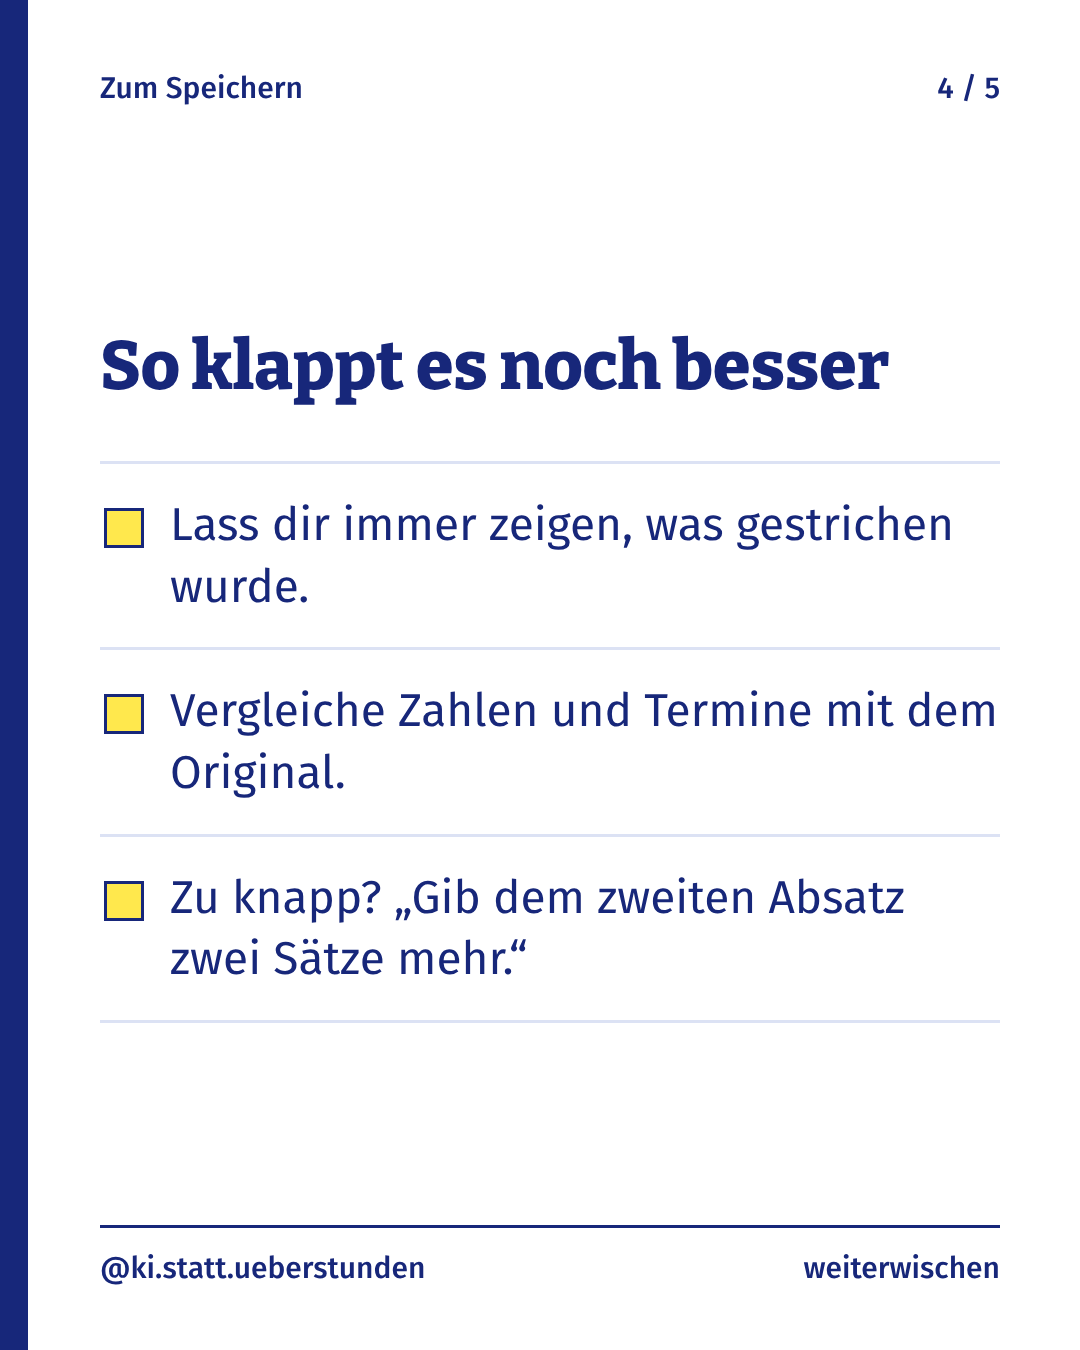 Zum Speichern
4 / 5
So klappt es noch besser
Lass dir immer zeigen, was gestrichen
wurde.
Vergleiche Zahlen und Termine mit dem
Original.
Zu knapp? „Gib dem zweiten Absatz
zwei Sätze mehr.“
@ki.statt.ueberstunden
weiterwischen